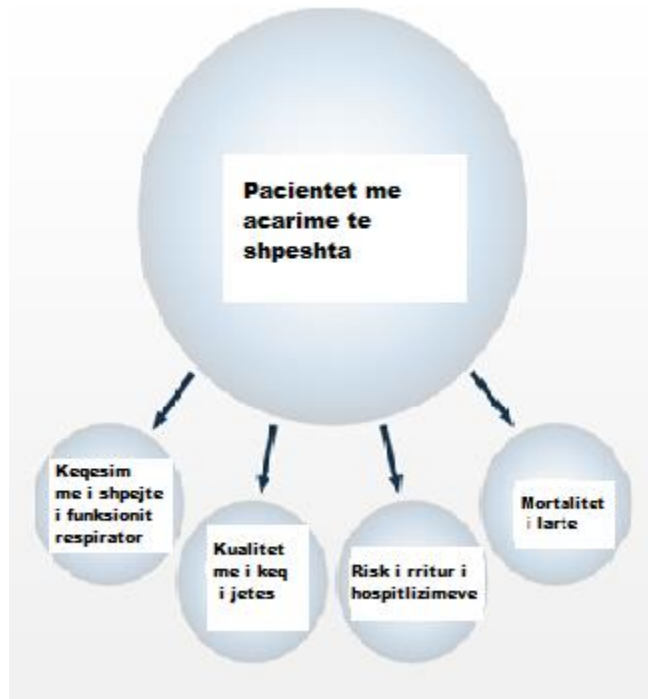 Pacientet me
acarime te
shpeshta
Keqesim
me i shpejte
i funksionit
respirator
Kualitet
me i keq
i jetes
Risk i rritur i
hospitlizimeve
Mortalitet
i larte